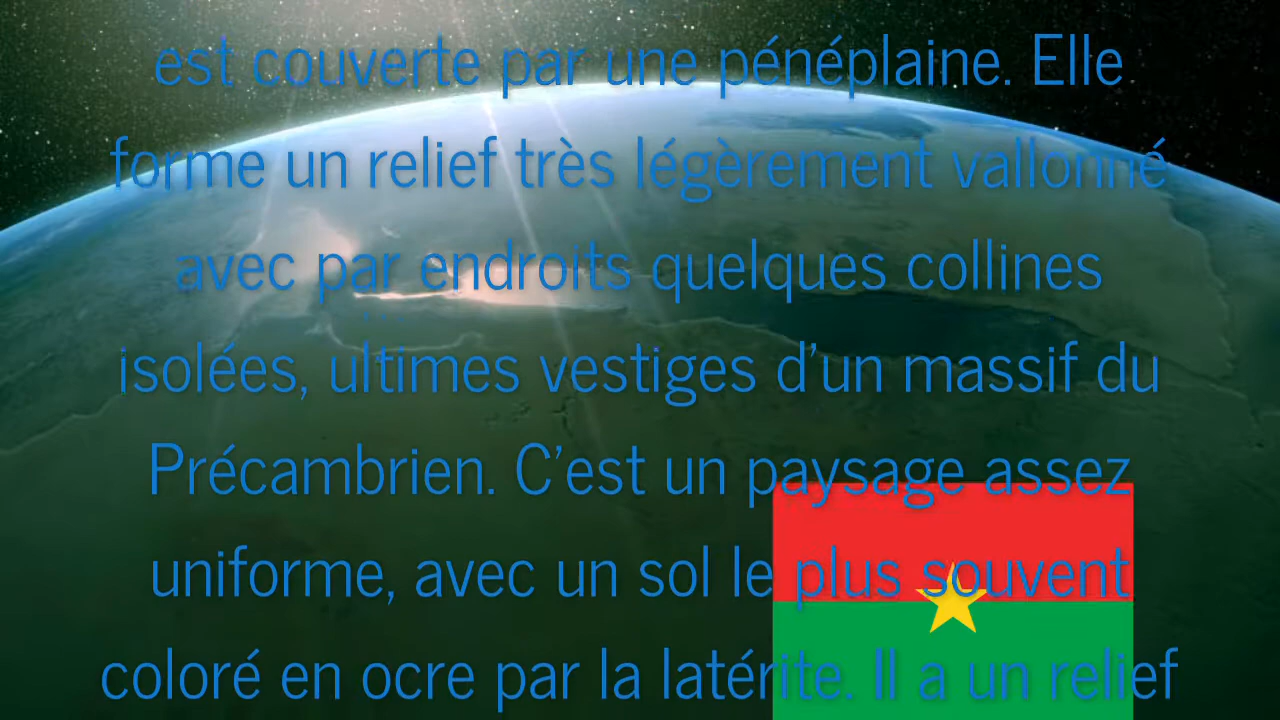 est couverte par une pénéplaine. Elle
forme un relief très légèrement vallonné
avec par endroits quelques collines
isolées, ultimes vestiges d’un massif du
Précambrien. C’est un paysage assez
uniforme, avec un sol le plus souvent
coloré en ocre par la latérite. Il a un relief